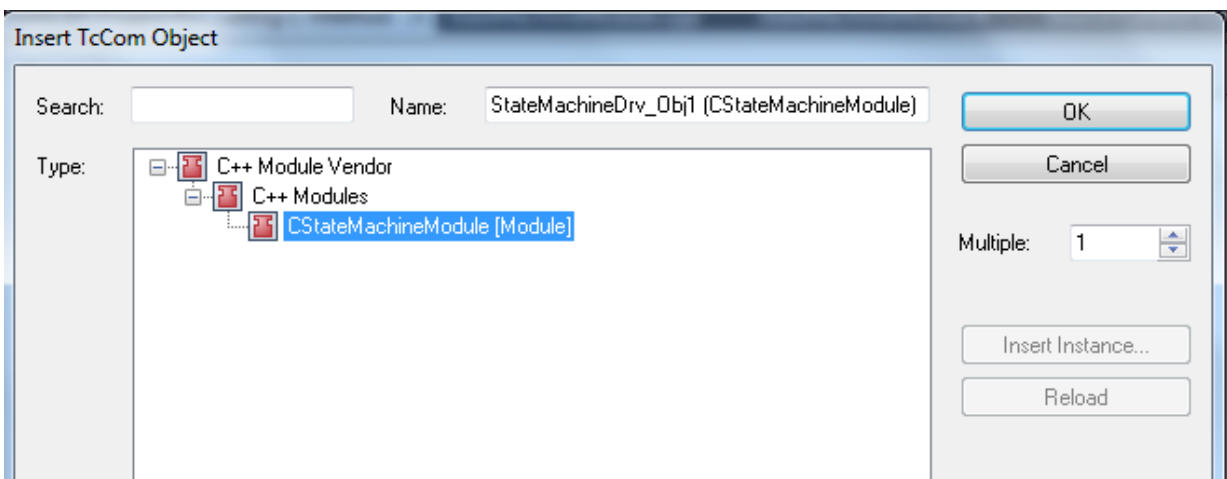 Insert TcCom Object
Search:
Name:
StateMachineDrv_Obj1 (CStateMachineModule)
OK
Type:
C++ Module Vendor
Cancel
C++ Modules
CStateMachineModule [Module]
Multiple:
1
Insert Instance...
Reload